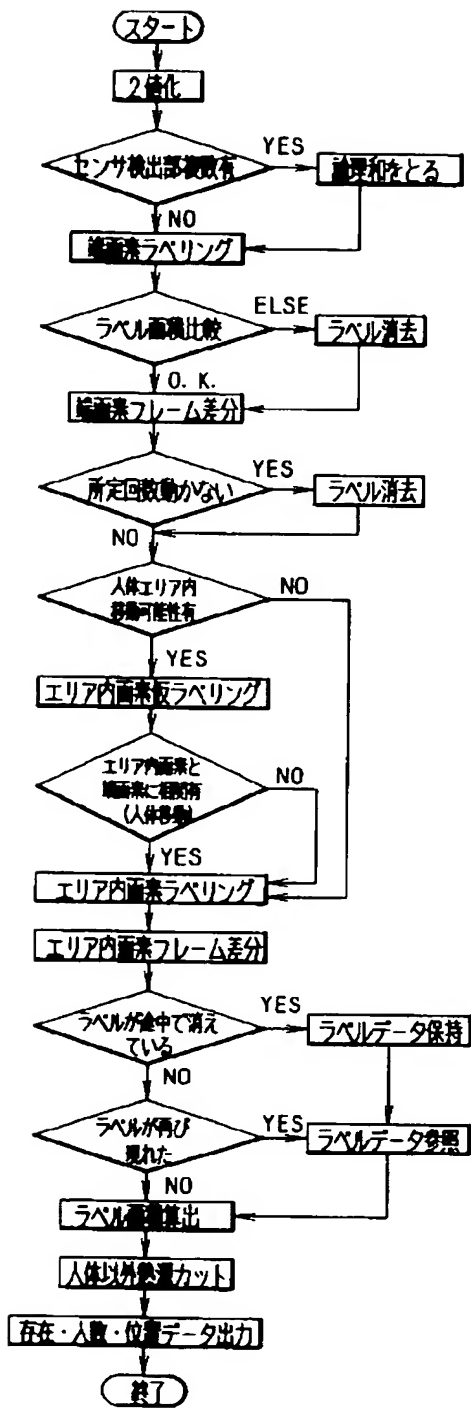 スタート
2値化
センサ検出部複数有
YES
論理和をとる
NO
端画素ラベリング
ラベル面積比較
ELSE
ラベル消去
O. K.
端画素フレーム差分
所定回数動かない
YES
ラベル消去
NO
人体エリア内
移動可能性有
NO
YES
エリア内画素仮ラベリング
エリア内画素と
端画素に相関有
(人体移動)
NO
YES
エリア内画素ラベリング
エリア内画素フレーム差分
ラベルが途中で消え
ている
YES
ラベルデータ保持
NO
ラベルが再び
現れた
YES
ラベルデータ参照
NO
ラベル面積算出
人体以外熱源カット
存在・人数・位置データ出力
終了